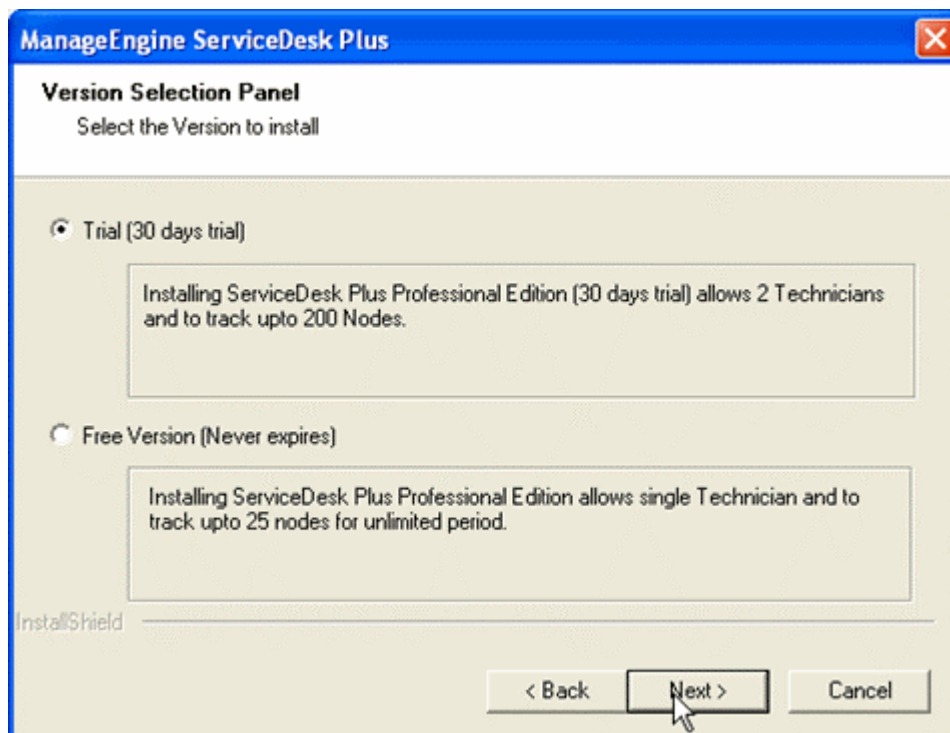 ManageEngine ServiceDesk Plus
Version Selection Panel
Select the Version to install
Trial (30 days trial)
Installing ServiceDesk Plus Professional Edition (30 days trial) allows 2 Technicians
and to track upto 200 Nodes.
Free Version (Never expires)
Installing ServiceDesk Plus Professional Edition allows single Technician and to
track upto 25 nodes for unlimited period.
InstallShield
< Back
Next >
Cancel